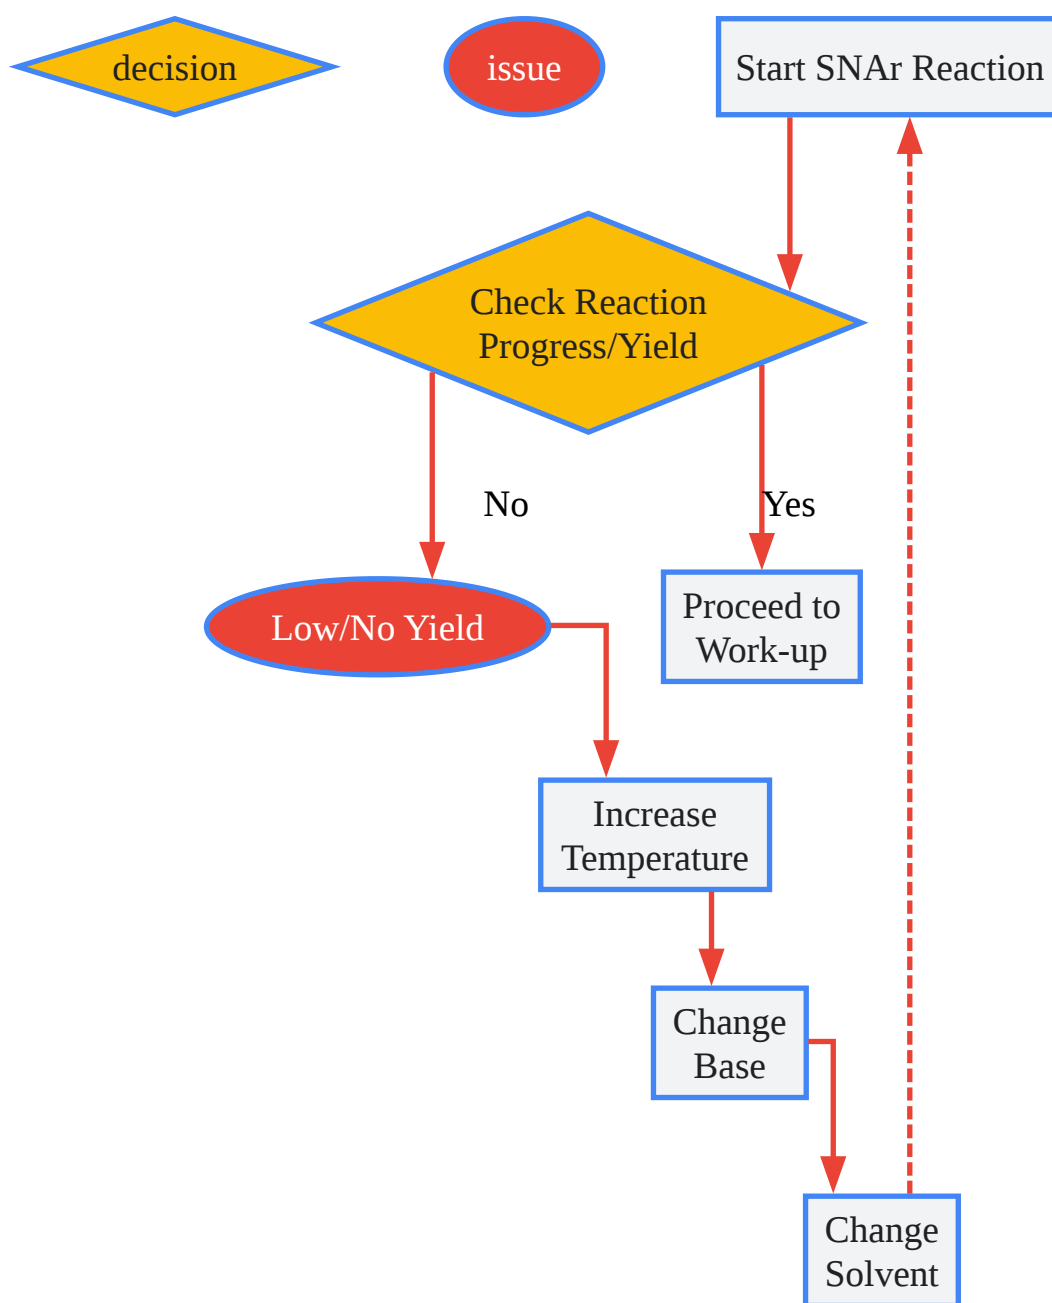 decision
issue
Start SNAr Reaction
Check Reaction
Progress/Yield
No
Yes
Low/No Yield
Proceed to
Work-up
Increase
Temperature
Change
Base
Change
Solvent